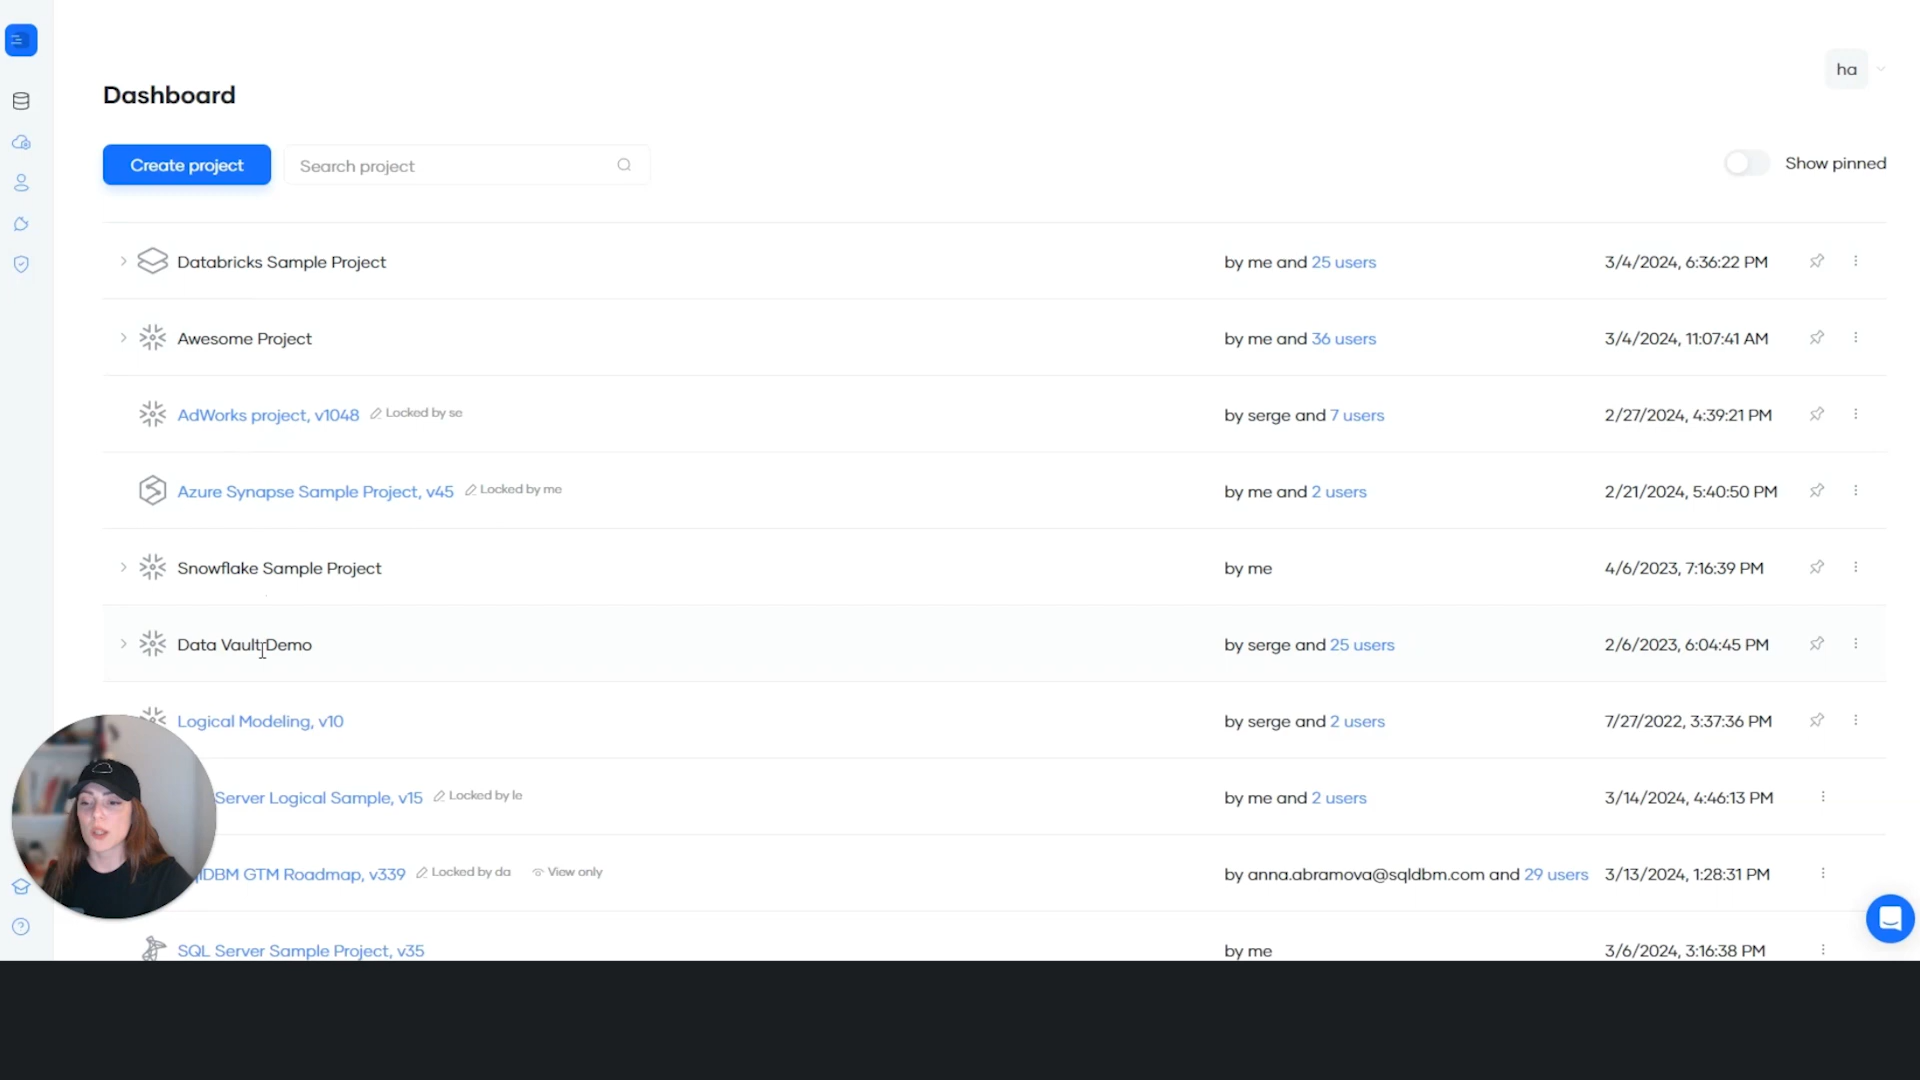 ha
Dashboard
Create project
Search project
Show pinned
Databricks Sample Project by me and 25 users 3/4/2024, 6:36:22 PM
Awesome Project by me and 36 users 3/4/2024, 11:07:41 AM
AdWorks project, v1048 Locked by se by serge and 7 users 2/27/2024, 4:39:21 PM
Azure Synapse Sample Project, v45 Locked by me by me and 2 users 2/21/2024, 5:40:50 PM
Snowflake Sample Project by me 4/6/2023, 7:16:39 PM
Data Vault Demo by serge and 25 users 2/6/2023, 6:04:45 PM
Logical Modeling, v10 by serge and 2 users 7/27/2022, 3:37:36 PM
Server Logical Sample, v15 Locked by le by me and 2 users 3/14/2024, 4:46:13 PM
lDBM GTM Roadmap, v339 Locked by da View only by anna.abramova@sqldbm.com and 29 users 3/13/2024, 1:28:31 PM
SQL Server Sample Project, v35 by me 3/6/2024, 3:16:38 PM